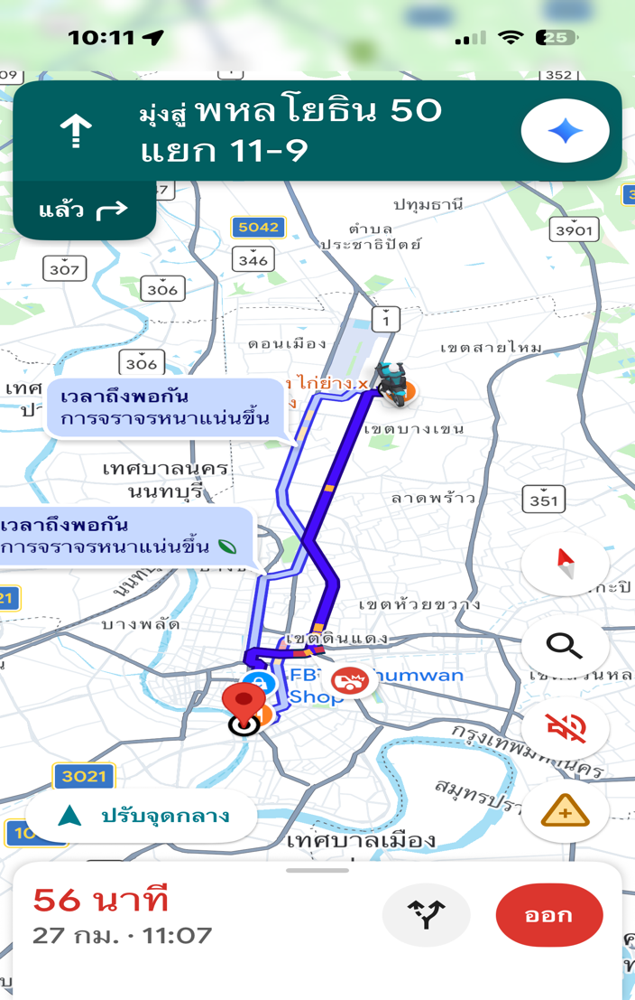 10:11
25
09
352
มุ่งสู่ พหลโยธิน 50
แยก 11-9
แล้ว
47
ปทุมธานี
5042
ตำบล
ประชาธิปัตย์
3901
346
307
306
1
ดอนเมือง
เขตสายไหม
306
ไก่ย่าง x
เวลาถึงพอกัน
การจราจรหนาแน่นขึ้น
เขตบางเขน
เทศบาลนคร
นนทบุรี
ลาดพร้าว
351
เวลาถึงพอกัน
การจราจรหนาแน่นขึ้น
21
บางพลัด
เขตห้วยขวาง
เขตดินแดง
FB
humwan
Shop
กรุงเทพมหานคร
3021
สมุทรปรา
ปรับจุดกลาง
10
เทศบาลเมือง
56 นาที
27 กม. · 11:07
ออก